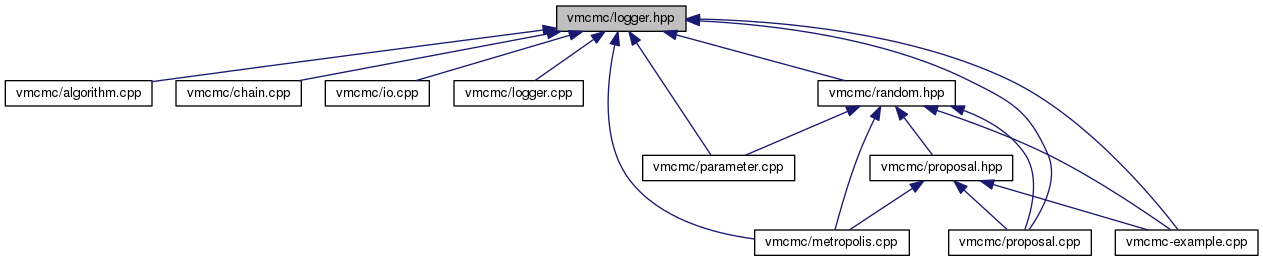 vmcmc/logger.hpp
vmcmc/algorithm.cpp
vmcmc/chain.cpp
vmcmc/io.cpp
vmcmc/logger.cpp
vmcmc/random.hpp
vmcmc/parameter.cpp
vmcmc/proposal.hpp
vmcmc/metropolis.cpp
vmcmc/proposal.cpp
vmcmc-example.cpp